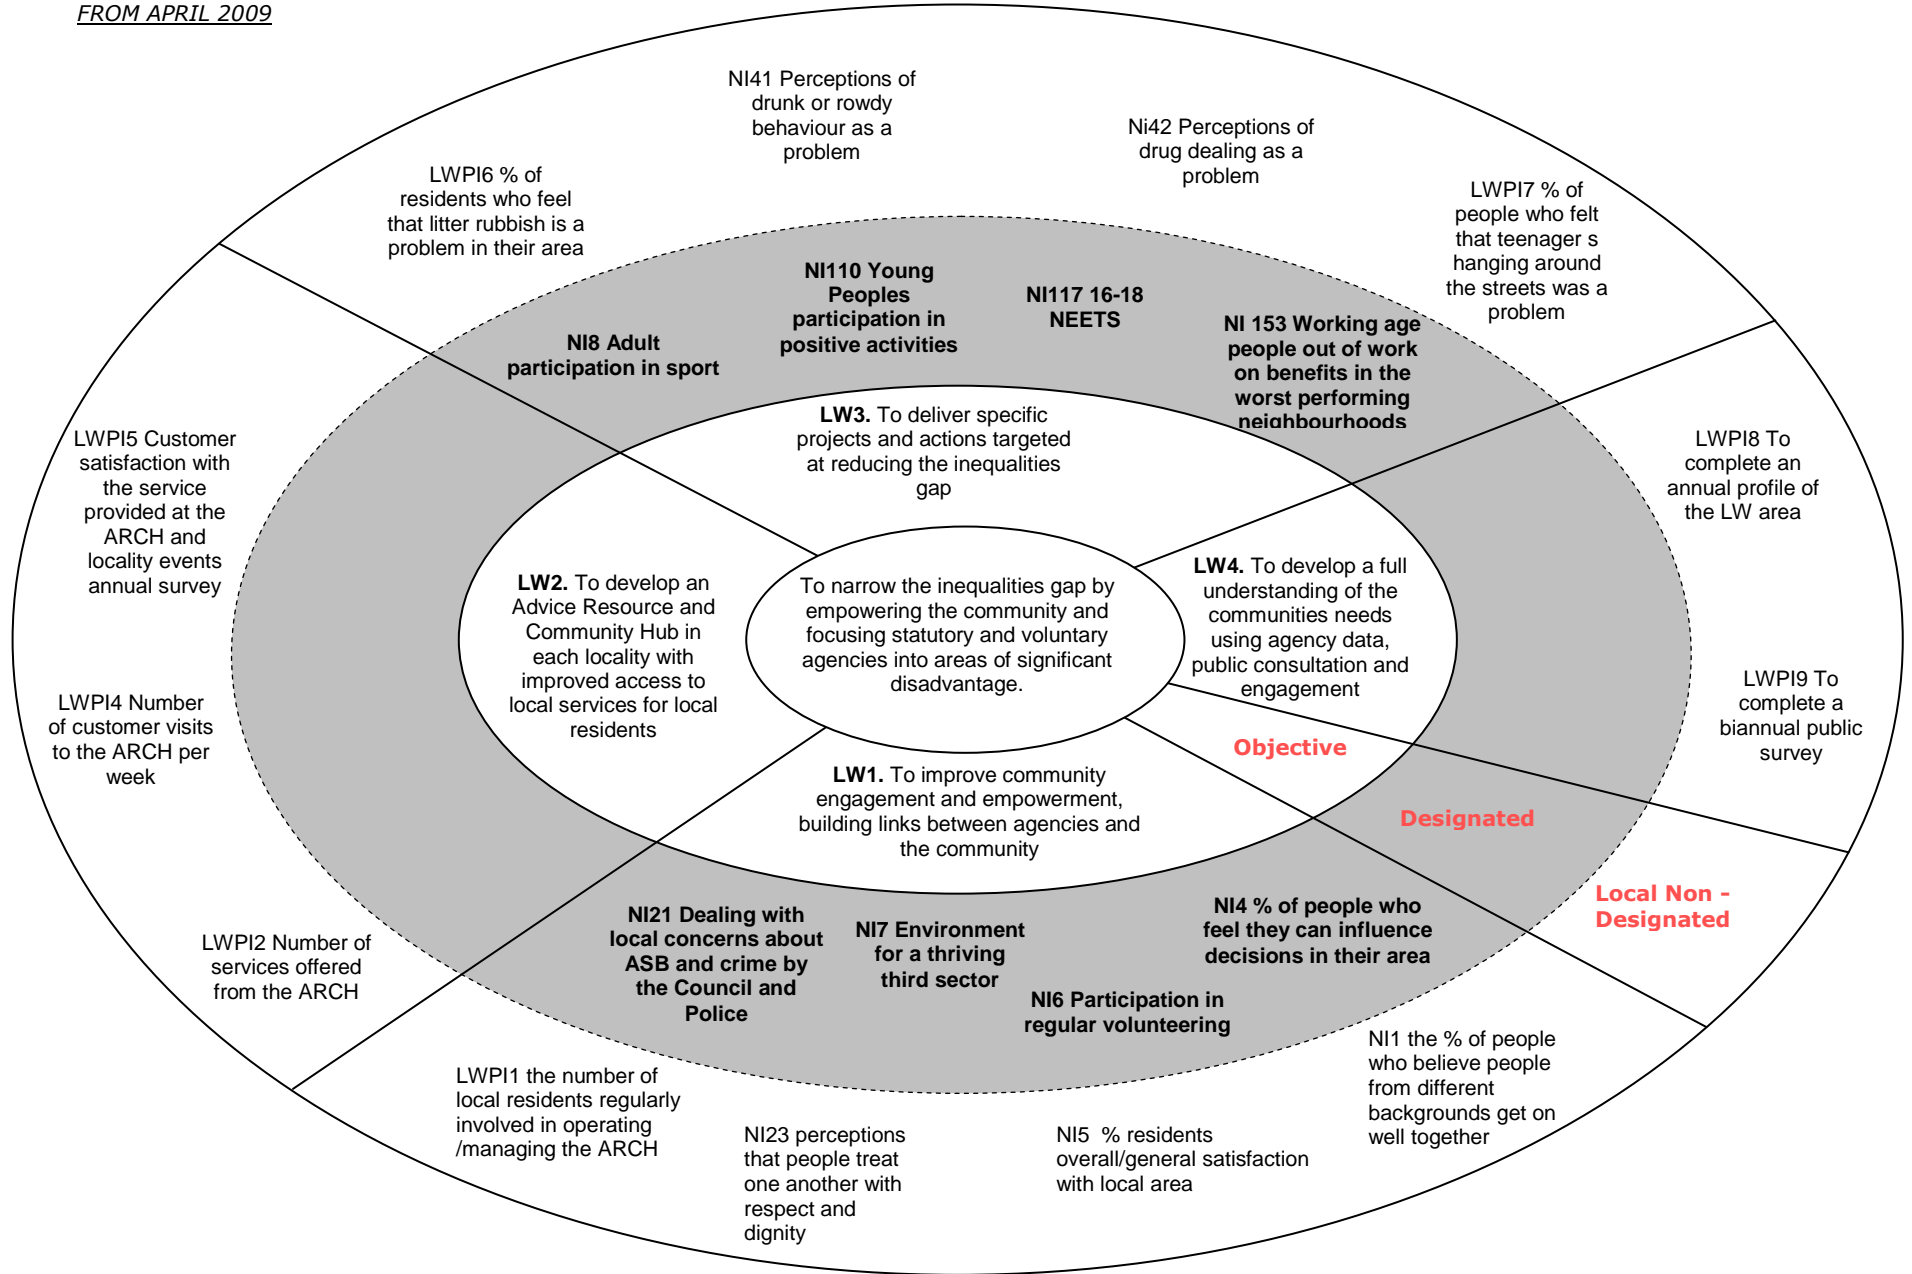 FROM APRIL 2009
NI41 Perceptions of
drunk or rowdy
behaviour as a
problem
Ni42 Perceptions of
drug dealing as a
problem
LWPI6 % of
residents who feel
that litter rubbish is a
problem in their area
LWPI7 % of
people who felt
that teenager s
hanging around
the streets was a
problem
NI8 Adult
participation in sport
NI110 Young
Peoples
participation in
positive activities
NI117 16-18
NEETS
NI 153 Working age
people out of work
on benefits in the
worst performing
neighbourhoods
LW3. To deliver specific
projects and actions targeted
at reducing the inequalities
gap
LWPI5 Customer
satisfaction with
the service
provided at the
ARCH and
locality events
annual survey
LWPI8 To
complete an
annual profile of
the LW area
LW2. To develop an
Advice Resource and
Community Hub in
each locality with
improved access to
local services for local
residents
To narrow the inequalities gap by
empowering the community and
focusing statutory and voluntary
agencies into areas of significant
disadvantage.
LW4. To develop a full
understanding of the
communities needs
using agency data,
public consultation and
engagement
LWPI4 Number
of customer visits
to the ARCH per
week
LWPI9 To
complete a
biannual public
survey
Objective
LW1. To improve community
engagement and empowerment,
building links between agencies and
the community
Designated
Local Non -
Designated
LWPI2 Number of
services offered
from the ARCH
NI21 Dealing with
local concerns about
ASB and crime by
the Council and
Police
NI7 Environment
for a thriving
third sector
NI4 % of people who
feel they can influence
decisions in their area
NI6 Participation in
regular volunteering
LWPI1 the number of
local residents regularly
involved in operating
/managing the ARCH
NI23 perceptions
that people treat
one another with
respect and
dignity
NI5 % residents
overall/general satisfaction
with local area
NI1 the % of people
who believe people
from different
backgrounds get on
well together